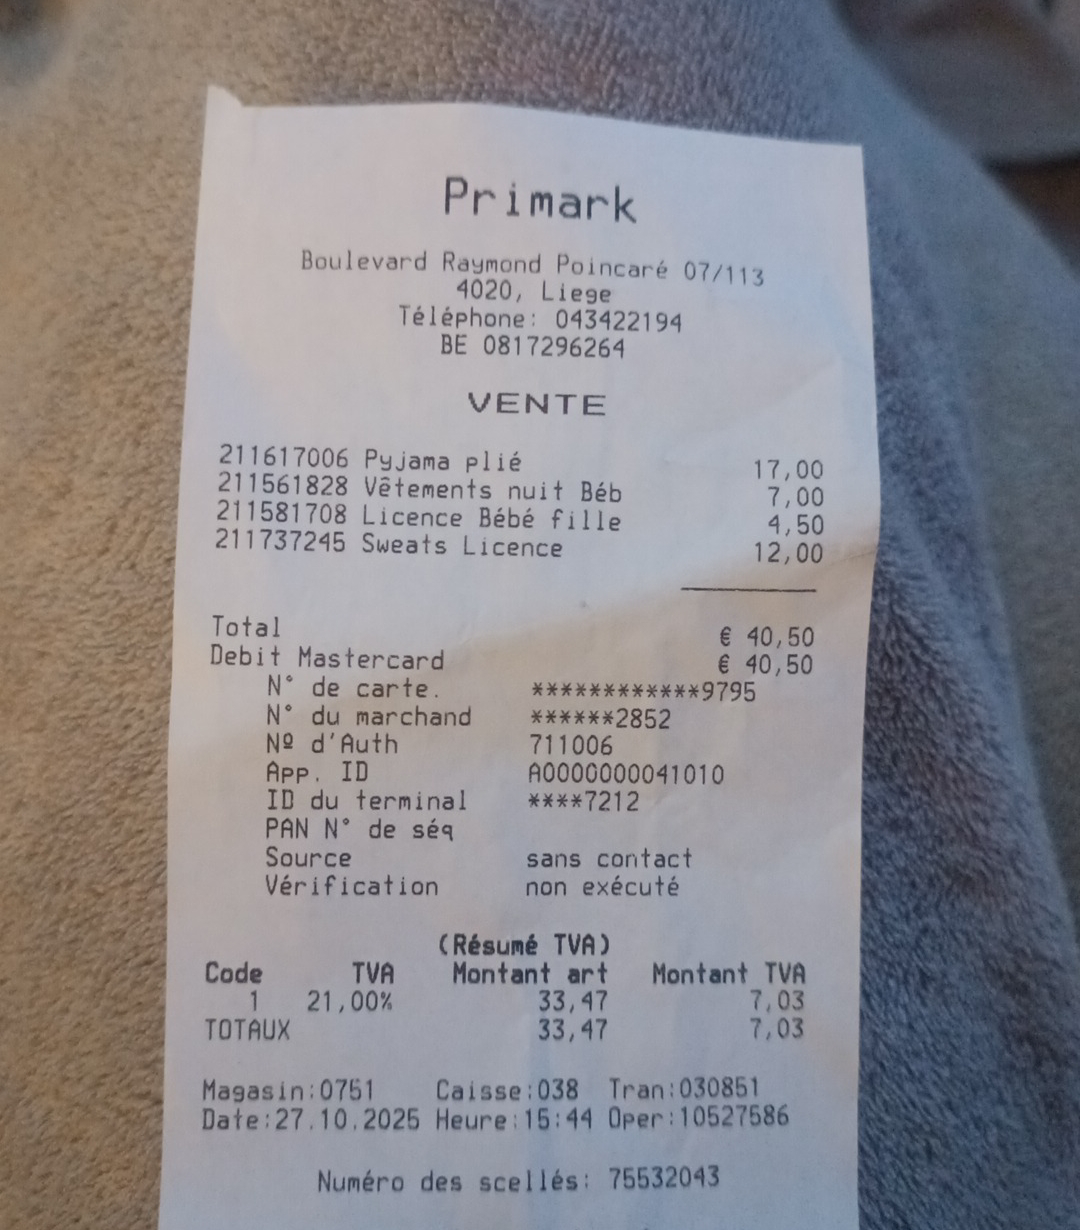 Primark
Boulevard Raymond Poincaré 07/113
4020, Liege
Téléphone: 043422194
BE 0817296264
VENTE
211617006 Pyjama plié 17,00
211561828 Vêtements nuit Béb 7,00
211581708 Licence Bébé fille 4,50
211737245 Sweats Licence 12,00
Total € 40,50
Debit Mastercard € 40,50
N° de carte. ************9795
N° du marchand ******2852
Nº d'Auth 711006
App. ID A0000000041010
ID du terminal ****7212
PAN N° de séq
Source sans contact
Vérification non exécuté
(Résumé TVA)
Code TVA Montant art Montant TVA
1 21,00% 33,47 7,03
TOTAUX 33,47 7,03
Magasin:0751 Caisse:038 Tran:030851
Date:27.10.2025 Heure:15:44 Oper:10527586
Numéro des scellés: 75532043